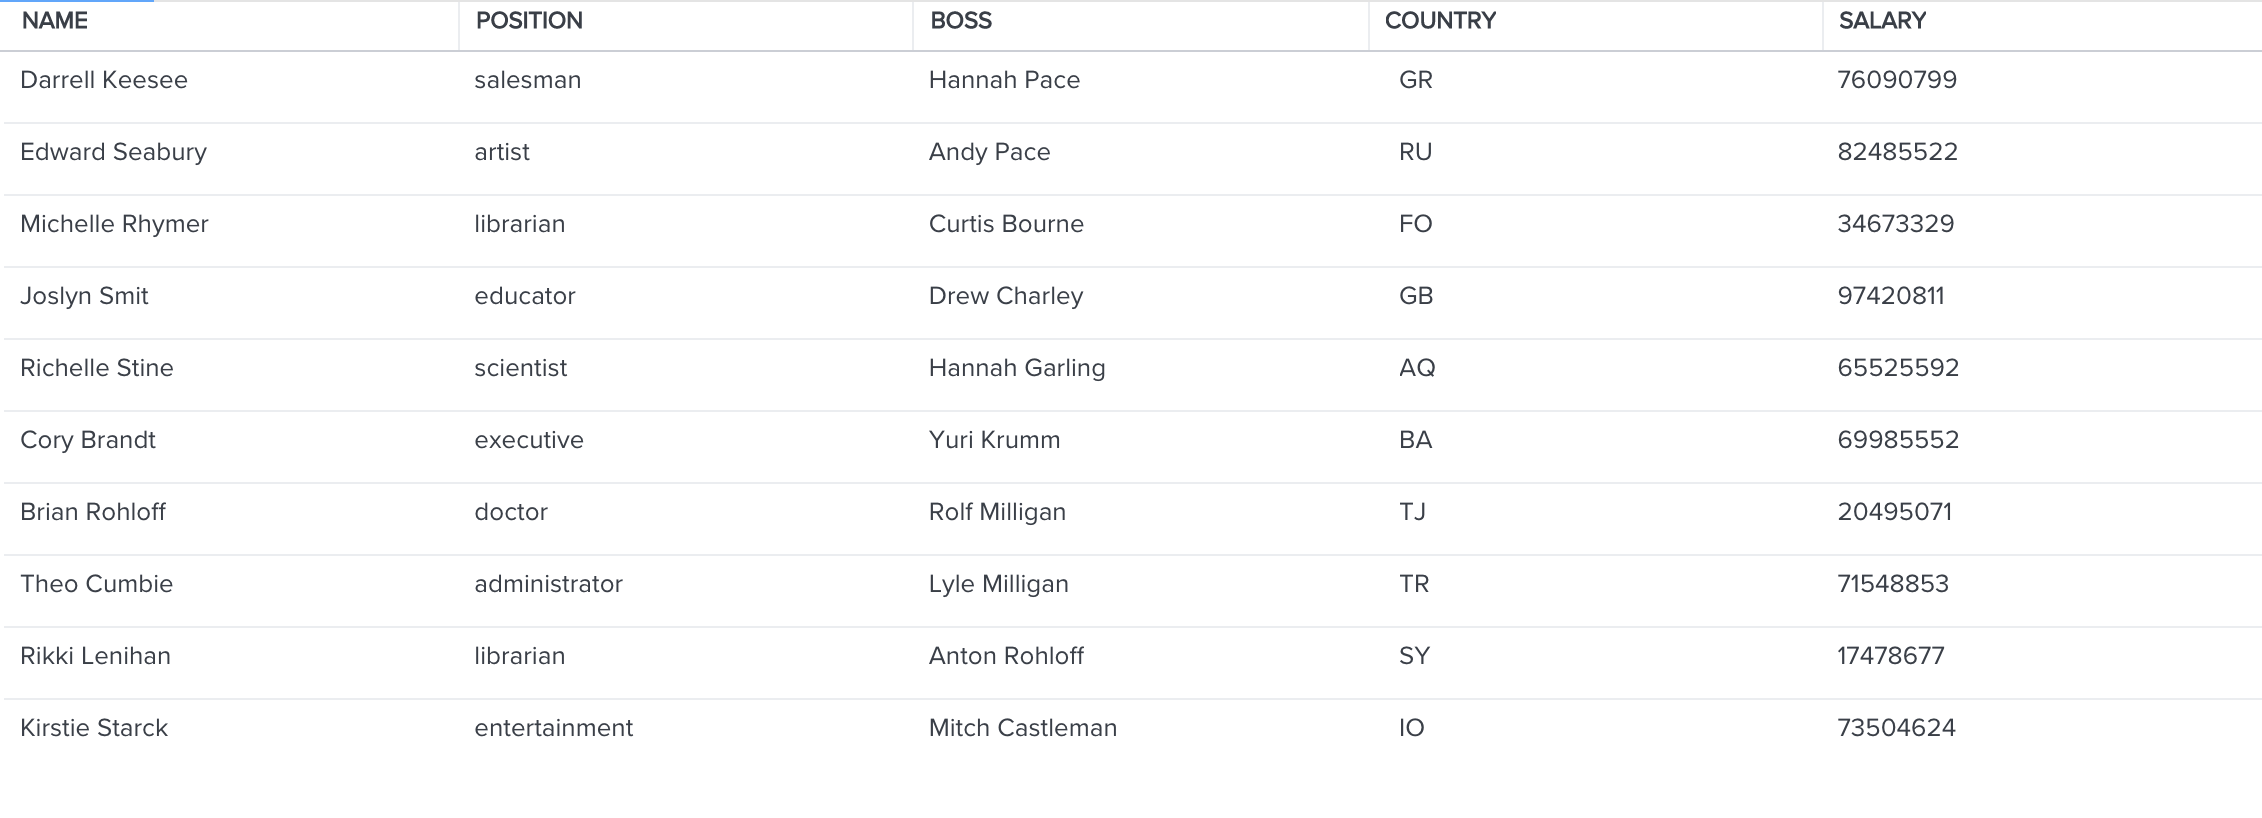 NAME POSITION BOSS COUNTRY SALARY
Darrell Keesee salesman Hannah Pace GR 76090799
Edward Seabury artist Andy Pace RU 82485522
Michelle Rhymer librarian Curtis Bourne FO 34673329
Joslyn Smit educator Drew Charley GB 97420811
Richelle Stine scientist Hannah Garling AQ 65525592
Cory Brandt executive Yuri Krumm BA 69985552
Brian Rohloff doctor Rolf Milligan TJ 20495071
Theo Cumbie administrator Lyle Milligan TR 71548853
Rikki Lenihan librarian Anton Rohloff SY 17478677
Kirstie Starck entertainment Mitch Castleman IO 73504624